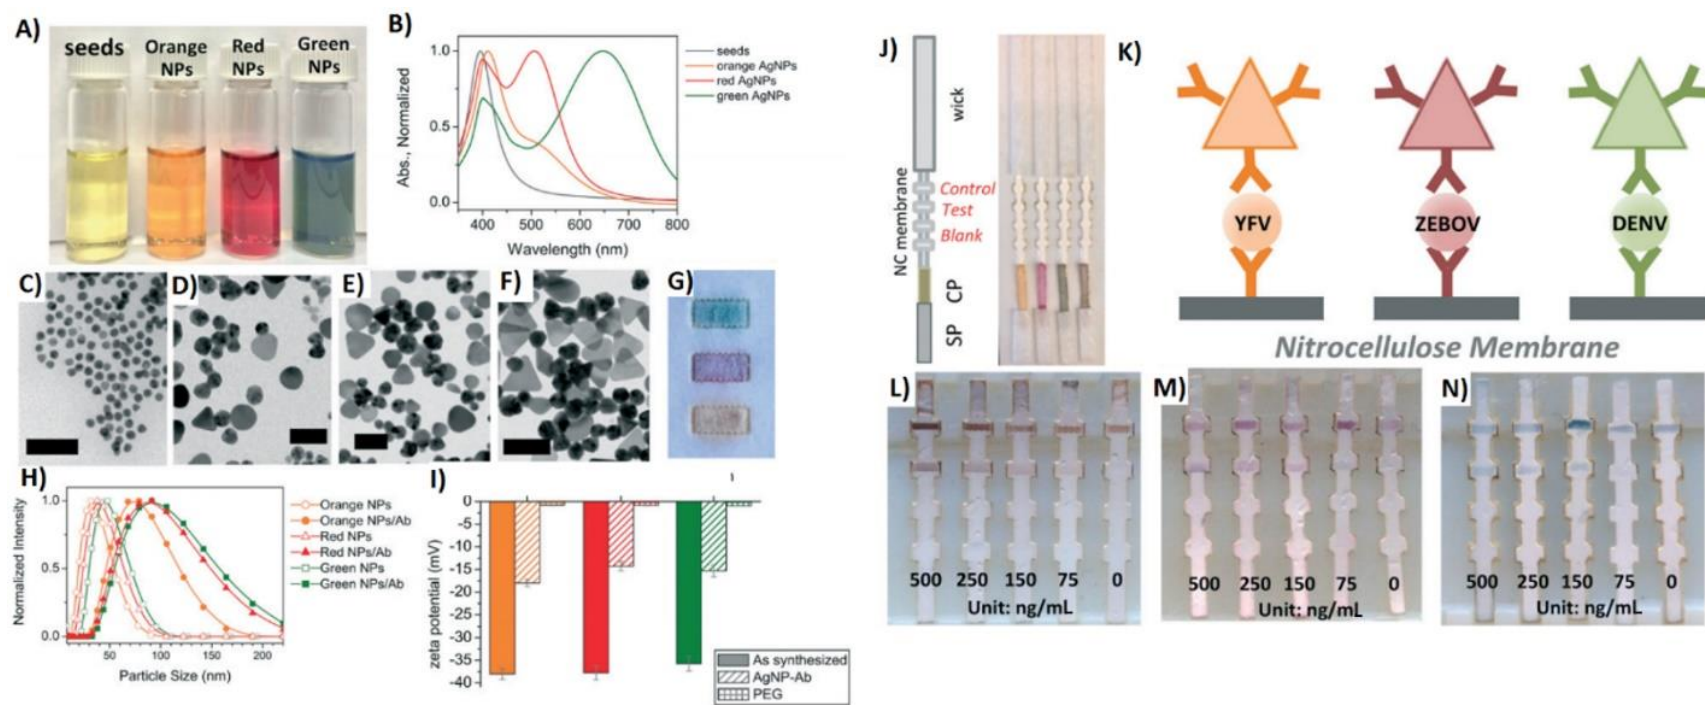 A)
seeds
Orange
NPs
Red
NPs
Green
NPs
B)
Abs., Normalized
1.0
0.5
0.0
400
500
600
700
800
Wavelength (nm)
seeds
orange AgNPs
red AgNPs
green AgNPs
C)
D)
E)
F)
G)
H)
Normalized Intensity
1.0
0.5
0.0
50
100
150
200
Particle Size (nm)
Orange NPs
Orange NPs/Ab
Red NPs
Red NPs/Ab
Green NPs
Green NPs/Ab
I)
zeta potential (mV)
0
-5
-10
-15
-20
-25
-30
-35
-40
As synthesized
AgNP-Ab
PEG
J)
wick
NC membrane
Control
Test
Blank
CP
SP
K)
YFV
ZEBOV
DENV
Nitrocellulose Membrane
L)
500 250 150 75 0
Unit: ng/mL
M)
500 250 150 75 0
Unit: ng/mL
N)
500 250 150 75 0
Unit: ng/mL